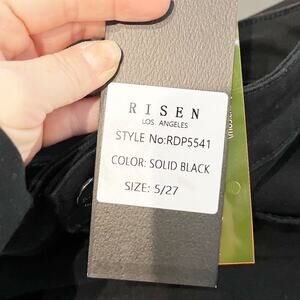 RISEN
LOS ANGELES
STYLE No:RDP5541
COLOR: SOLID BLACK
SIZE: 5/27